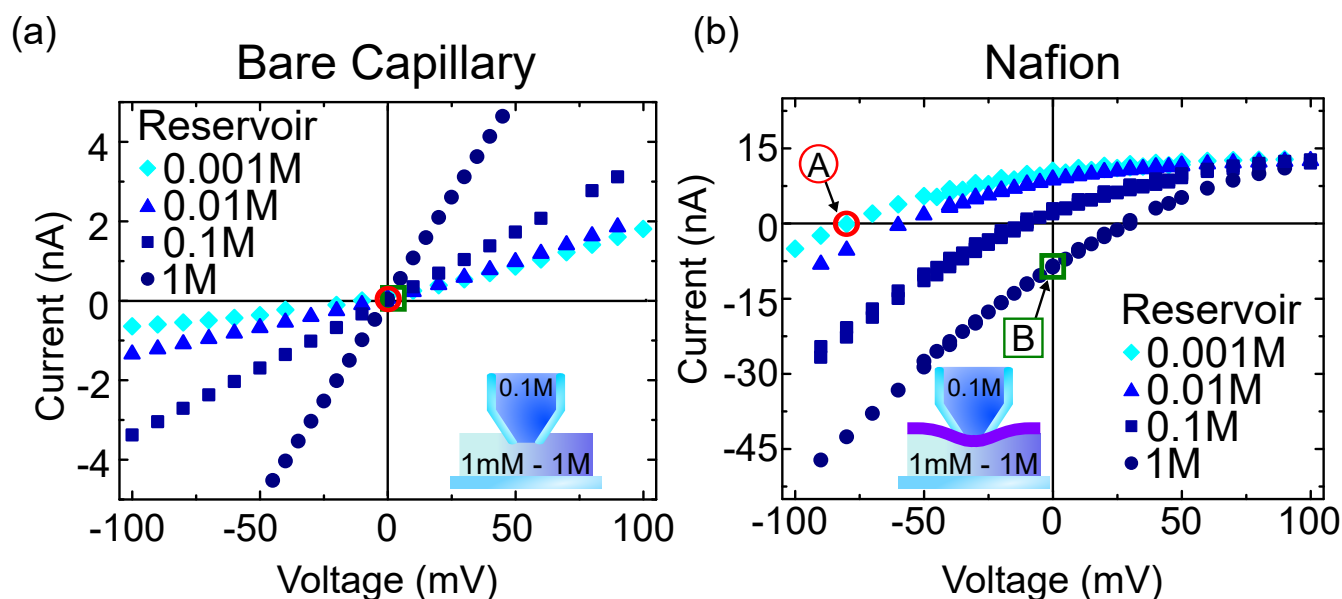 (a)
Bare Capillary
Reservoir
0.001M
0.01M
0.1M
1M
4
2
0
-2
-4
Current (nA)
-100
-50
0
50
100
Voltage (mV)
0.1M
1mM - 1M
(b)
Nafion
A
B
15
0
-15
-30
-45
Current (nA)
Reservoir
0.001M
0.01M
0.1M
1M
0.1M
1mM - 1M
-100
-50
0
50
100
Voltage (mV)